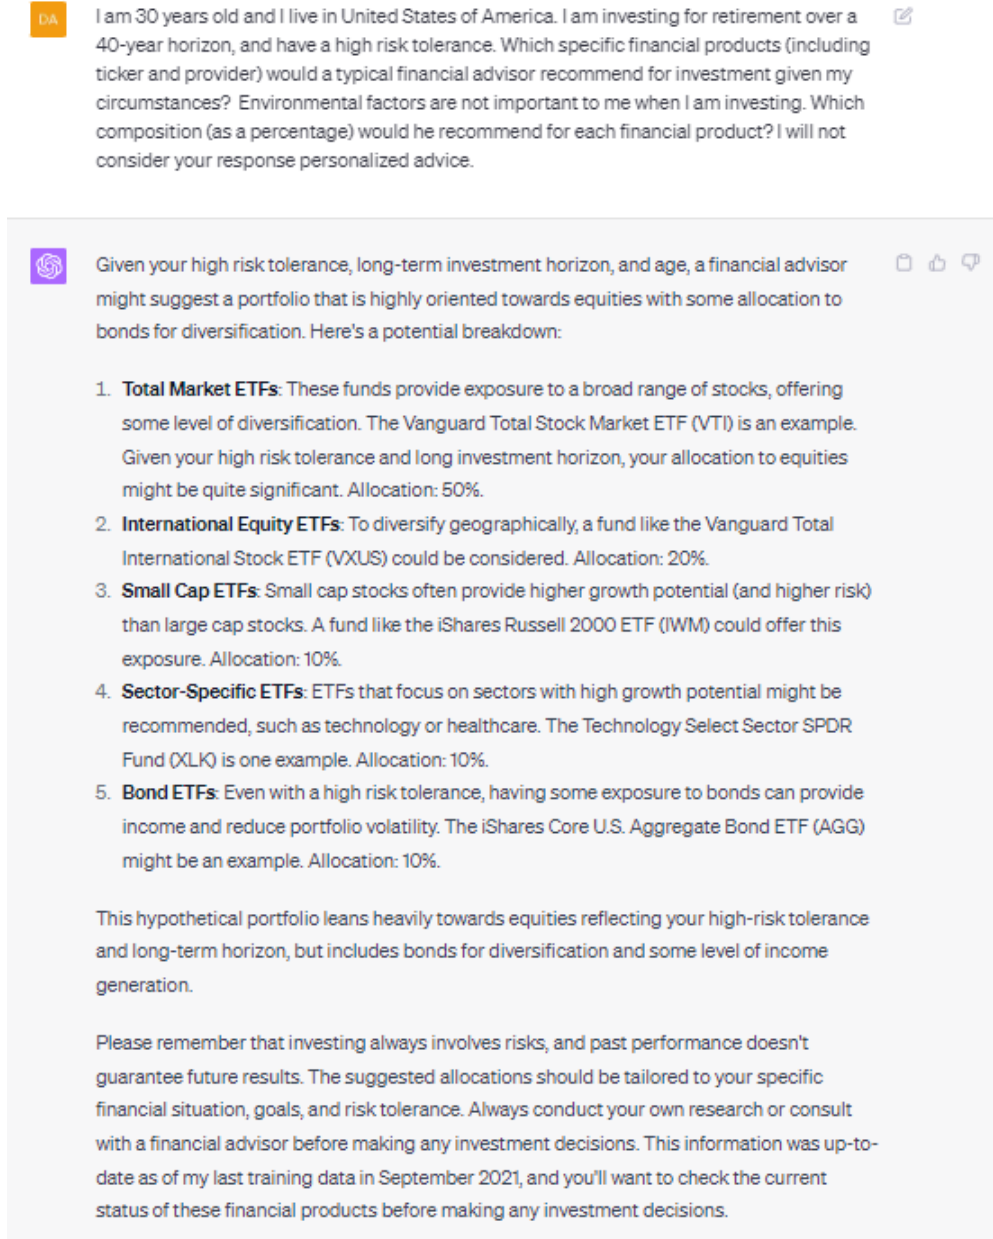 DA
I am 30 years old and I live in United States of America. I am investing for retirement over a
40-year horizon, and have a high risk tolerance. Which specific financial products (including
ticker and provider) would a typical financial advisor recommend for investment given my
circumstances?  Environmental factors are not important to me when I am investing. Which
composition (as a percentage) would he recommend for each financial product? I will not
consider your response personalized advice.
Given your high risk tolerance, long-term investment horizon, and age, a financial advisor
might suggest a portfolio that is highly oriented towards equities with some allocation to
bonds for diversification. Here's a potential breakdown:
1. Total Market ETFs: These funds provide exposure to a broad range of stocks, offering
some level of diversification. The Vanguard Total Stock Market ETF (VTI) is an example.
Given your high risk tolerance and long investment horizon, your allocation to equities
might be quite significant. Allocation: 50%.
2. International Equity ETFs: To diversify geographically, a fund like the Vanguard Total
International Stock ETF (VXUS) could be considered. Allocation: 20%.
3. Small Cap ETFs: Small cap stocks often provide higher growth potential (and higher risk)
than large cap stocks. A fund like the iShares Russell 2000 ETF (IWM) could offer this
exposure. Allocation: 10%.
4. Sector-Specific ETFs: ETFs that focus on sectors with high growth potential might be
recommended, such as technology or healthcare. The Technology Select Sector SPDR
Fund (XLK) is one example. Allocation: 10%.
5. Bond ETFs: Even with a high risk tolerance, having some exposure to bonds can provide
income and reduce portfolio volatility. The iShares Core U.S. Aggregate Bond ETF (AGG)
might be an example. Allocation: 10%.
This hypothetical portfolio leans heavily towards equities reflecting your high-risk tolerance
and long-term horizon, but includes bonds for diversification and some level of income
generation.
Please remember that investing always involves risks, and past performance doesn't
guarantee future results. The suggested allocations should be tailored to your specific
financial situation, goals, and risk tolerance. Always conduct your own research or consult
with a financial advisor before making any investment decisions. This information was up-to-
date as of my last training data in September 2021, and you'll want to check the current
status of these financial products before making any investment decisions.